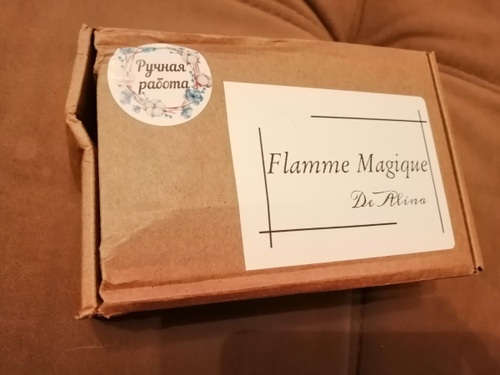 Ручная
работа
Flamme Magique
De Alina